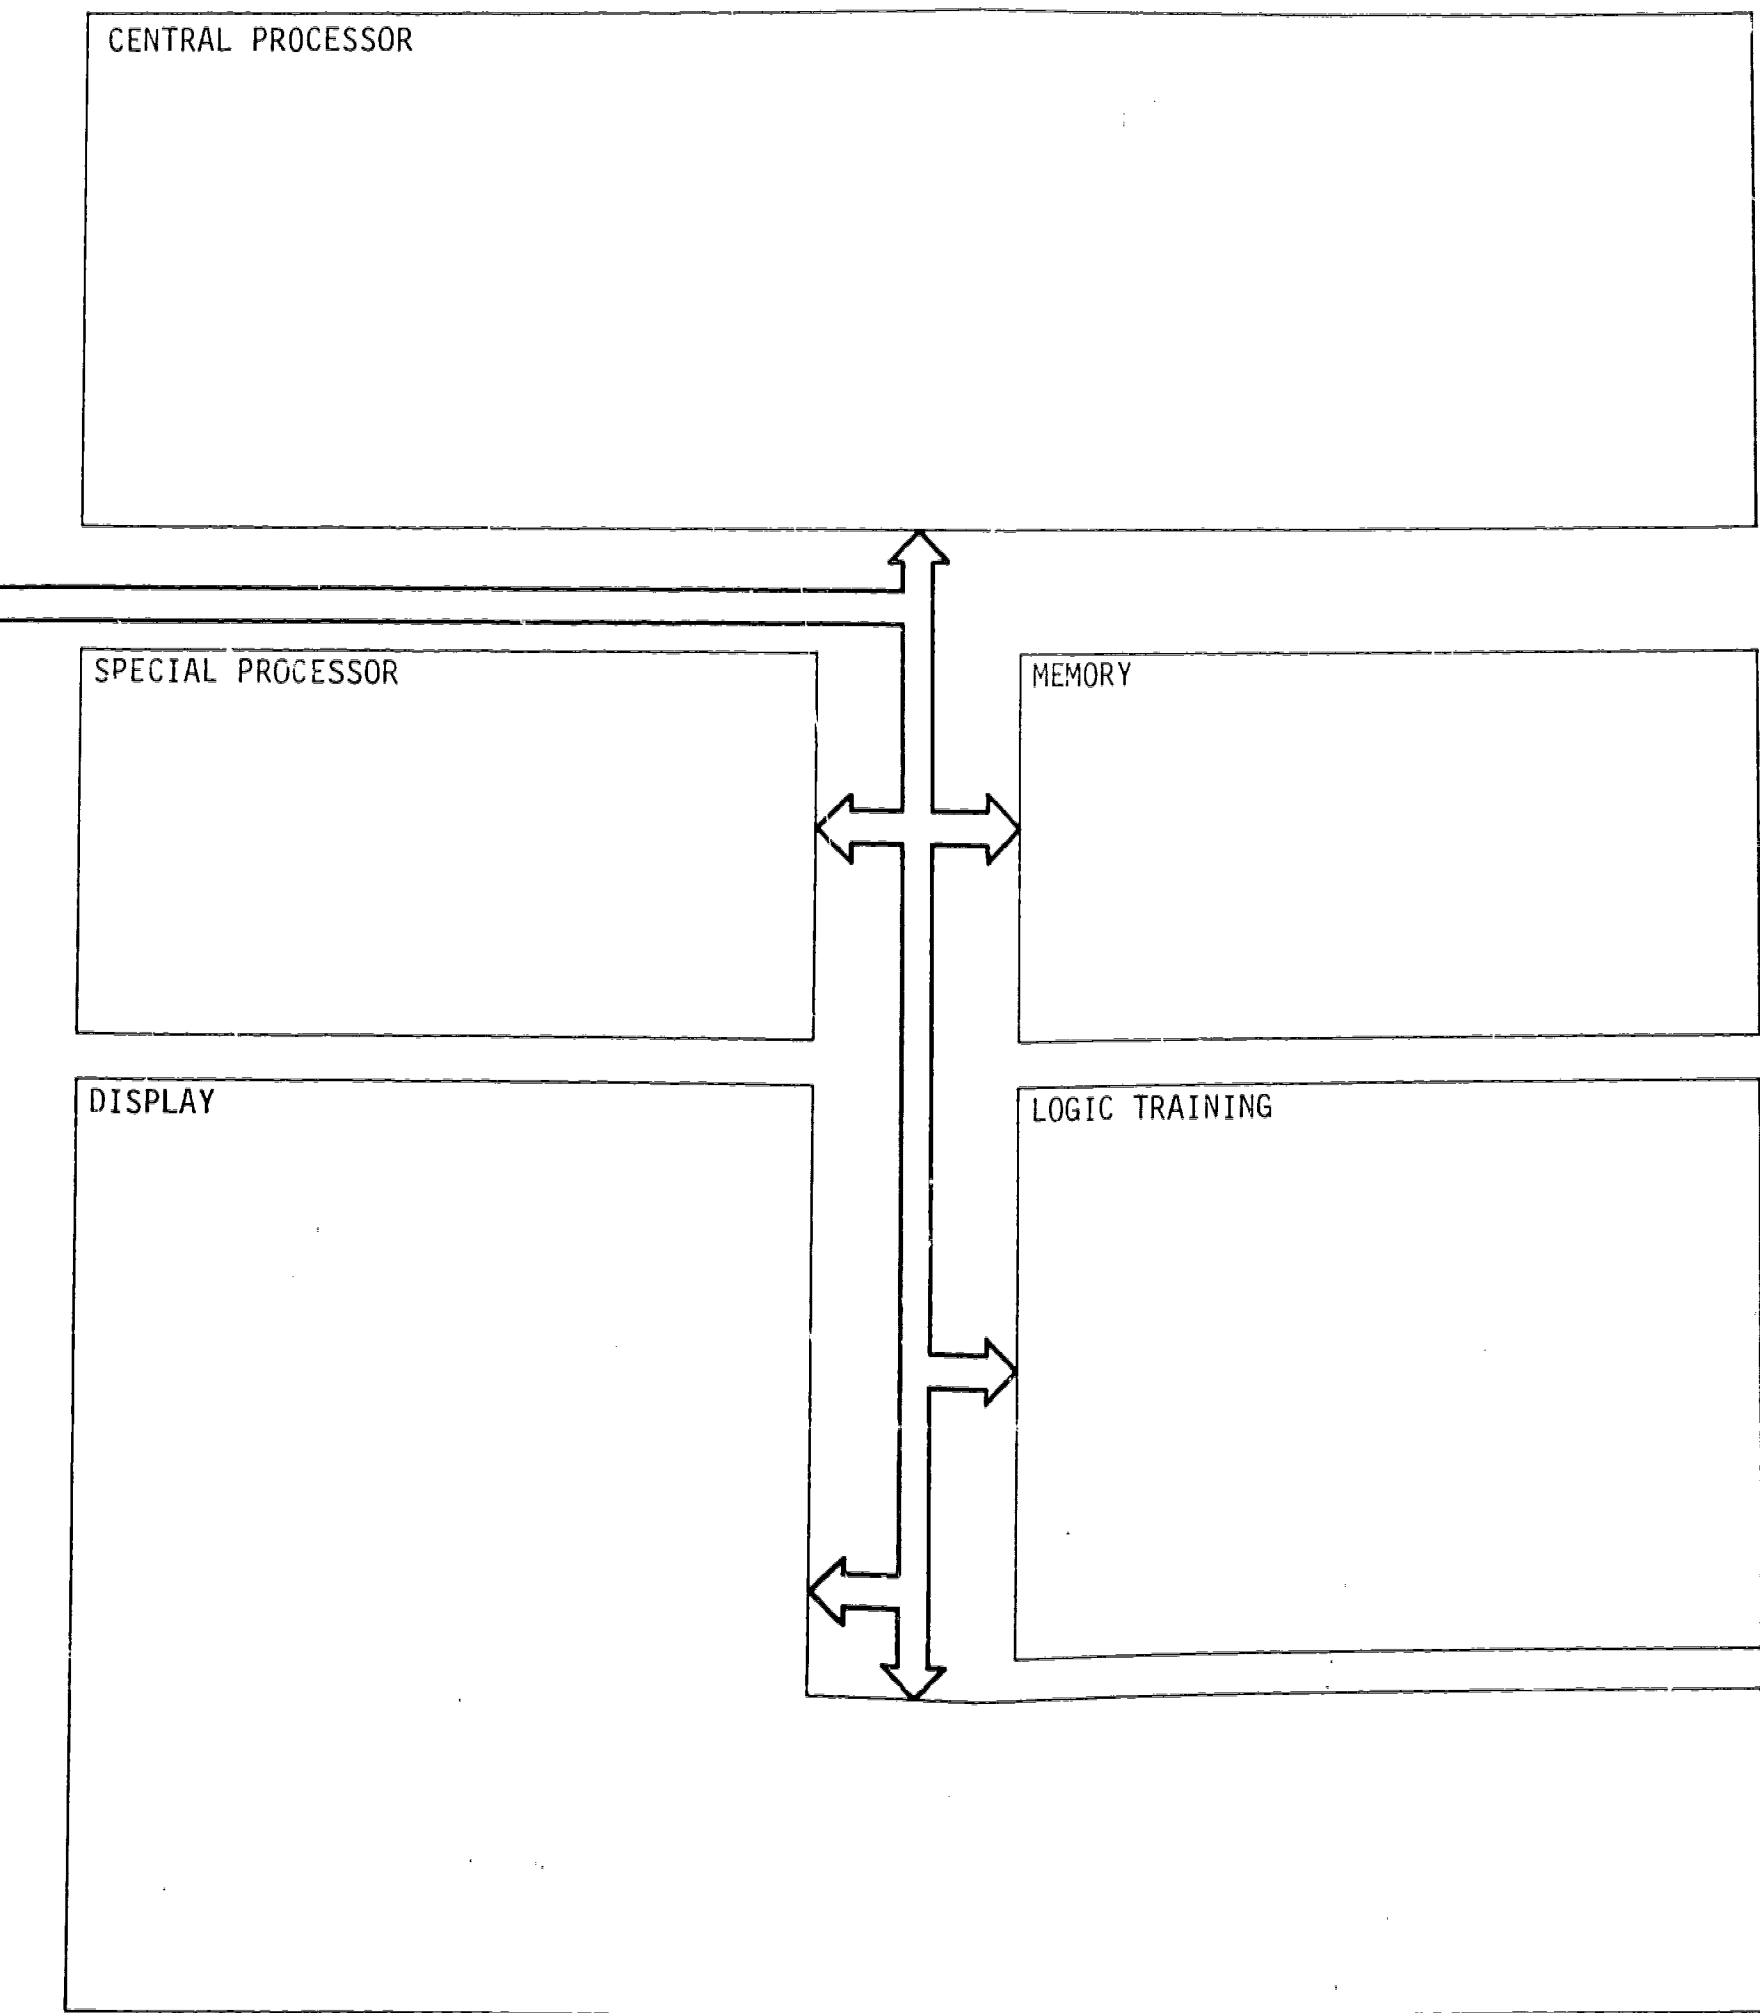 CENTRAL PROCESSOR
SPECIAL PROCESSOR
MEMORY
DISPLAY
LOGIC TRAINING